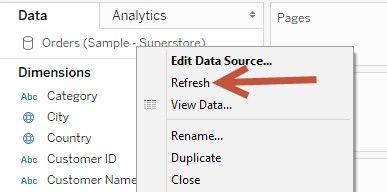 Data
Analytics
Pages
Orders (Sample - Superstore)
Edit Data Source...
Refresh
View Data...
Rename...
Duplicate
Close
Dimensions
Abc Category
City
Country
Abc Customer ID
Abc Customer Name